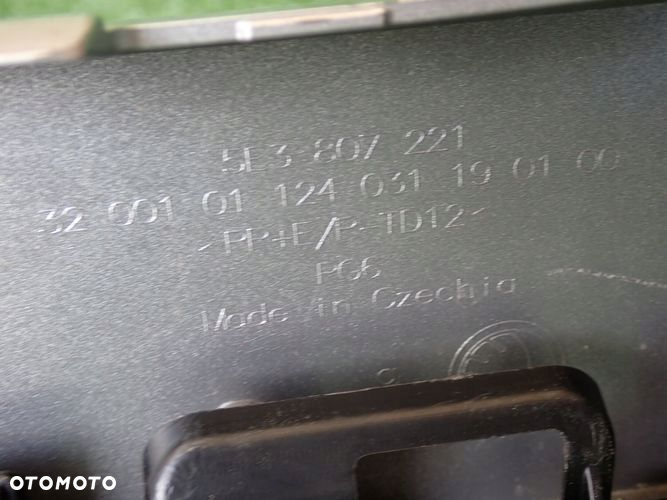 5E3-807 221
32 001 01 124 031 19 01 00
>PP+E/P-TD12<
PG6
Made in Czechia
C
OTOMOTO